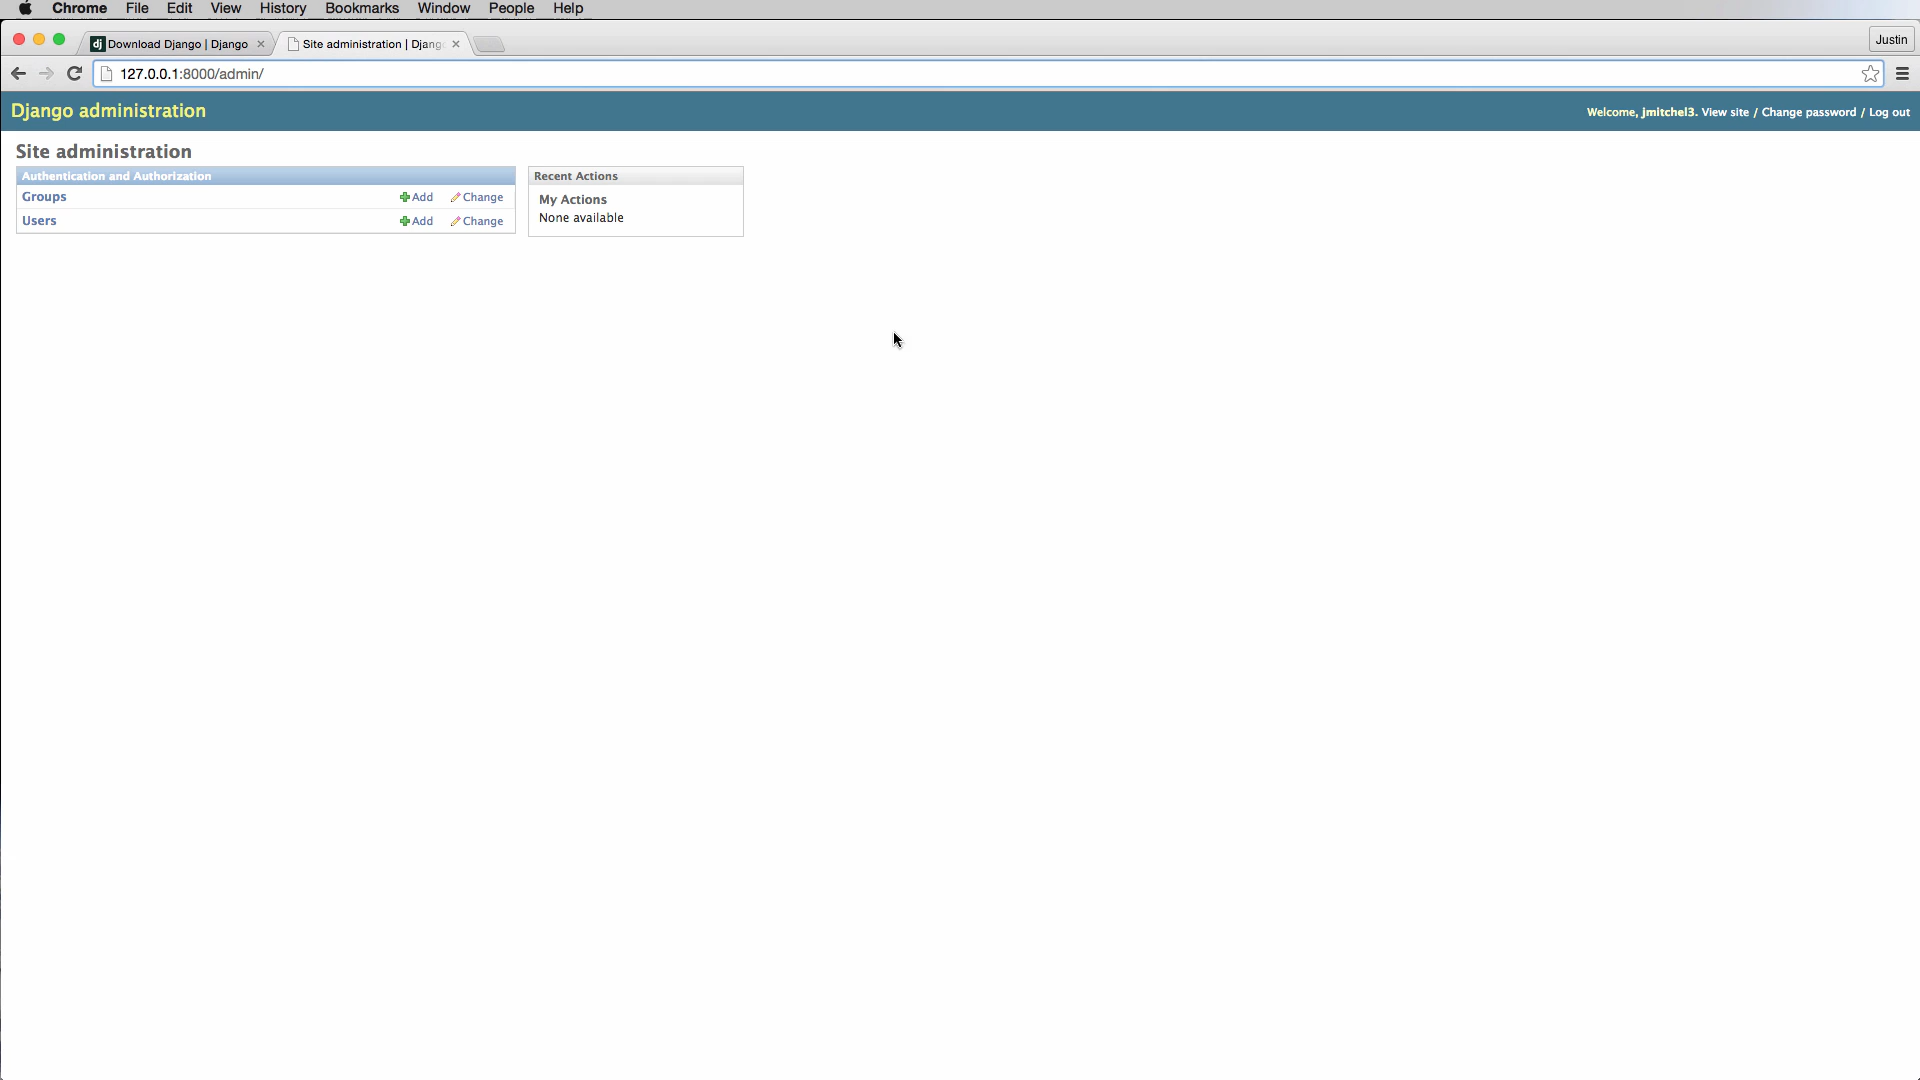 Chrome File Edit View History Bookmarks Window People Help
dj Download Django | Django Site administration | Djang Justin
127.0.0.1:8000/admin/
Django administration Welcome, jmitchel3. View site / Change password / Log out
Site administration
Authentication and Authorization Recent Actions
Groups Add Change My Actions
None available
Users Add Change